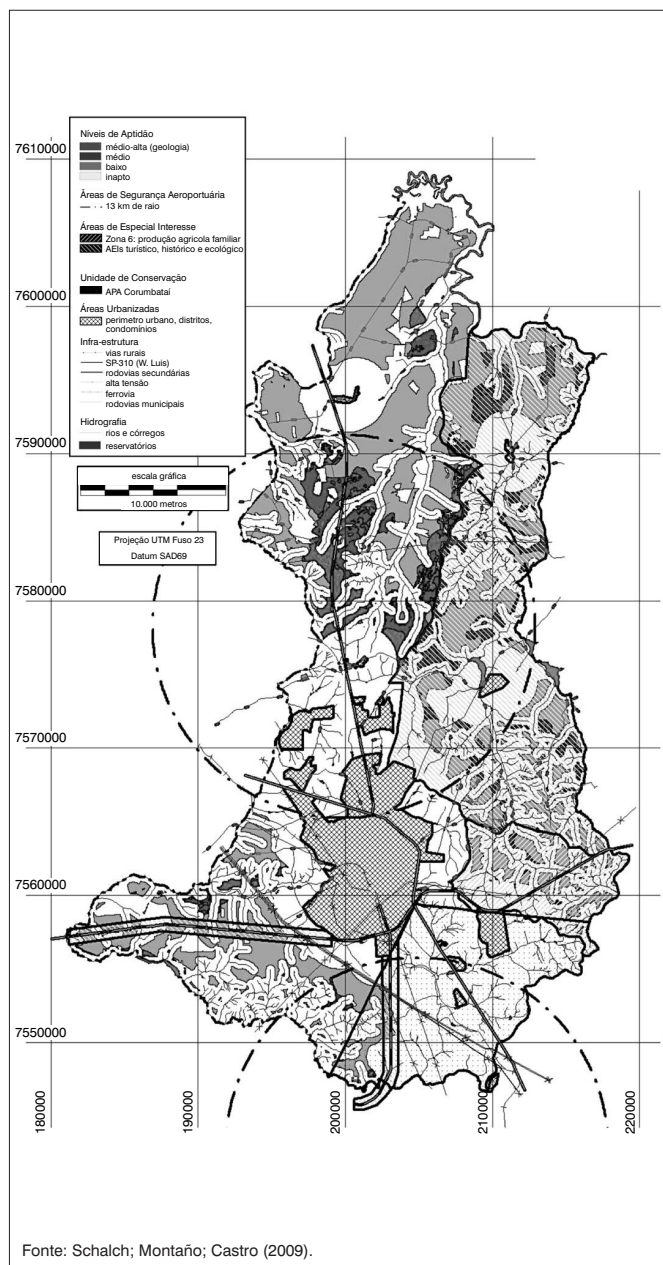 Níveis de Aptidão
médio-alta (geologia)
médio
baixo
inapto
Áreas de Segurança Aeroportuária
13 km de raio
Áreas de Especial Interesse
Zona 6: produção agrícola familiar
AEIs turístico, histórico e ecológico
Unidade de Conservação
APA Corumbataí
Áreas Urbanizadas
perímetro urbano, distritos,
condomínios
Infra-estrutura
vias rurais
SP-310 (W. Luis)
rodovias secundárias
alta tensão
ferrovia
rodovias municipais
Hidrografia
rios e córregos
reservatórios
escala gráfica
10.000 metros
Projeção UTM Fuso 23
Datum SAD69
7610000
7600000
7590000
7580000
7570000
7560000
7550000
180000
190000
200000
210000
220000
Fonte: Schalch; Montaño; Castro (2009).